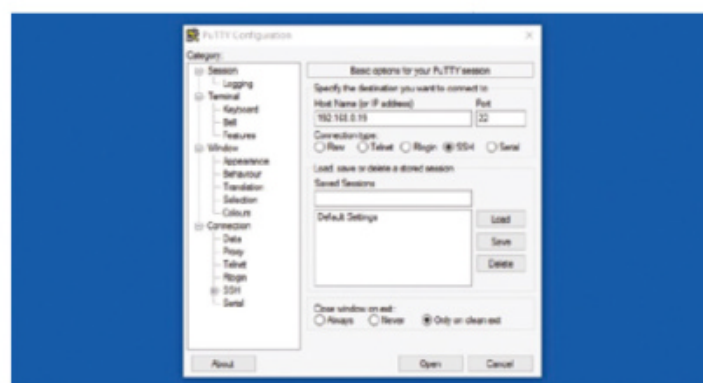 PuTTY Configuration
Category:
Session
Logging
Terminal
Keyboard
Bell
Features
Window
Appearance
Behaviour
Translation
Selection
Colours
Connection
Data
Proxy
Telnet
Rlogin
SSH
Serial
Basic options for your PuTTY session
Specify the destination you want to connect to
Host Name (or IP address) Port
192.168.0.15 22
Connection type:
Raw Telnet Rlogin SSH Serial
Load, save or delete a stored session
Saved Sessions
Default Settings
Load
Save
Delete
Close window on exit:
Always Never Only on clean exit
About Open Cancel